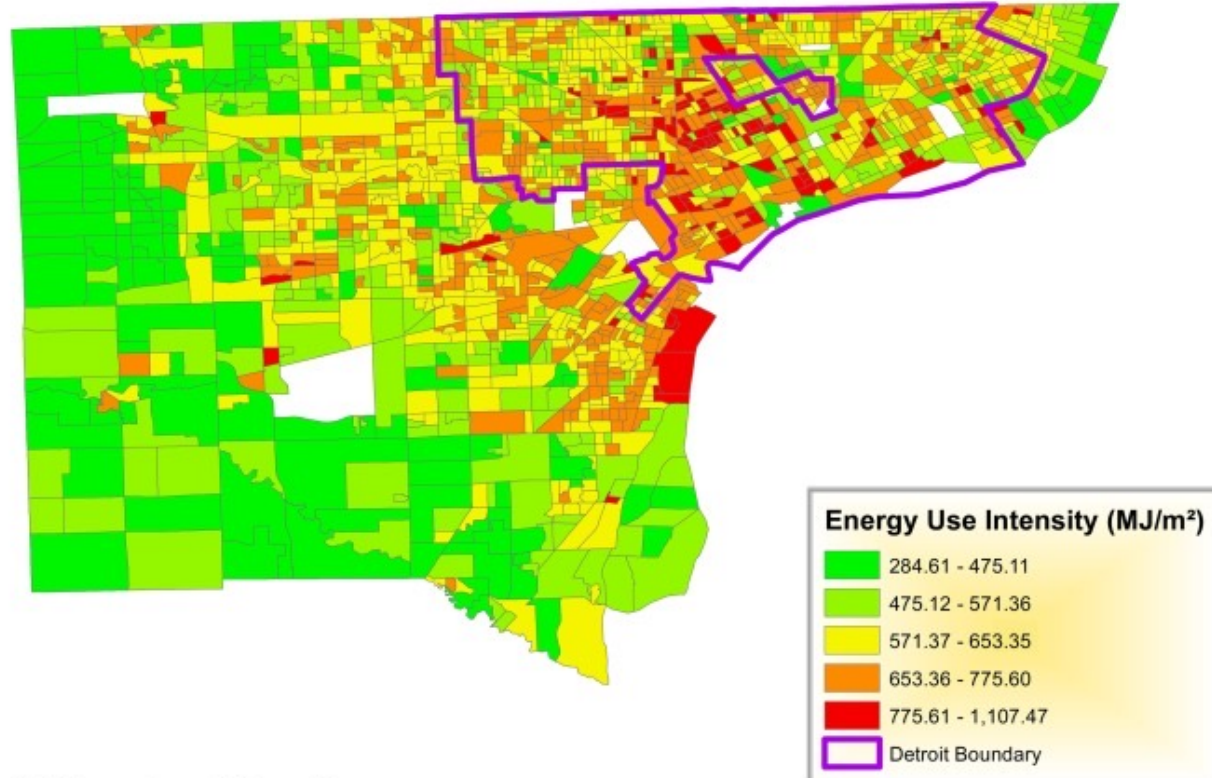 Energy Use Intensity (MJ/m²)
284.61 - 475.11
475.12 - 571.36
571.37 - 653.35
653.36 - 775.60
775.61 - 1,107.47
Detroit Boundary